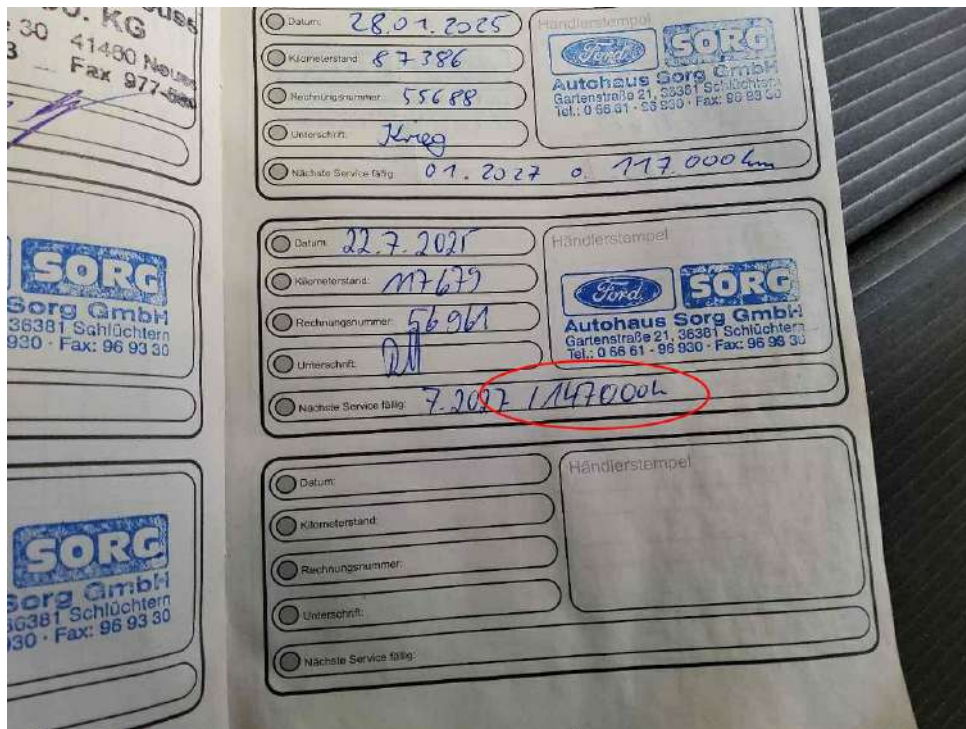 KG
30 41460 Neuss
Fax 977-
SORG
Sorg GmbH
36381 Schlüchtern
930 · Fax: 96 93 30
SORG
Sorg GmbH
36381 Schlüchtern
930 · Fax: 96 93 30
Datum: 28.01.2025
Kilometerstand: 87386
Rechnungsnummer: 55688
Unterschrift: Krieg
Nächste Service fällig: 01.2027 o. 117.000 km
Händlerstempel
Ford SORG
Autohaus Sorg GmbH
Gartenstraße 21, 36381 Schlüchtern
Tel.: 0 66 61 - 96 930 · Fax: 96 93 30
Datum: 22.7.2025
Kilometerstand: 117679
Rechnungsnummer: 56961
Unterschrift:
Nächste Service fällig: 7.2027 / 147000k
Händlerstempel
Ford SORG
Autohaus Sorg GmbH
Gartenstraße 21, 36381 Schlüchtern
Tel.: 0 66 61 - 96 930 · Fax: 96 93 30
Datum:
Kilometerstand:
Rechnungsnummer:
Unterschrift:
Nächste Service fällig:
Händlerstempel